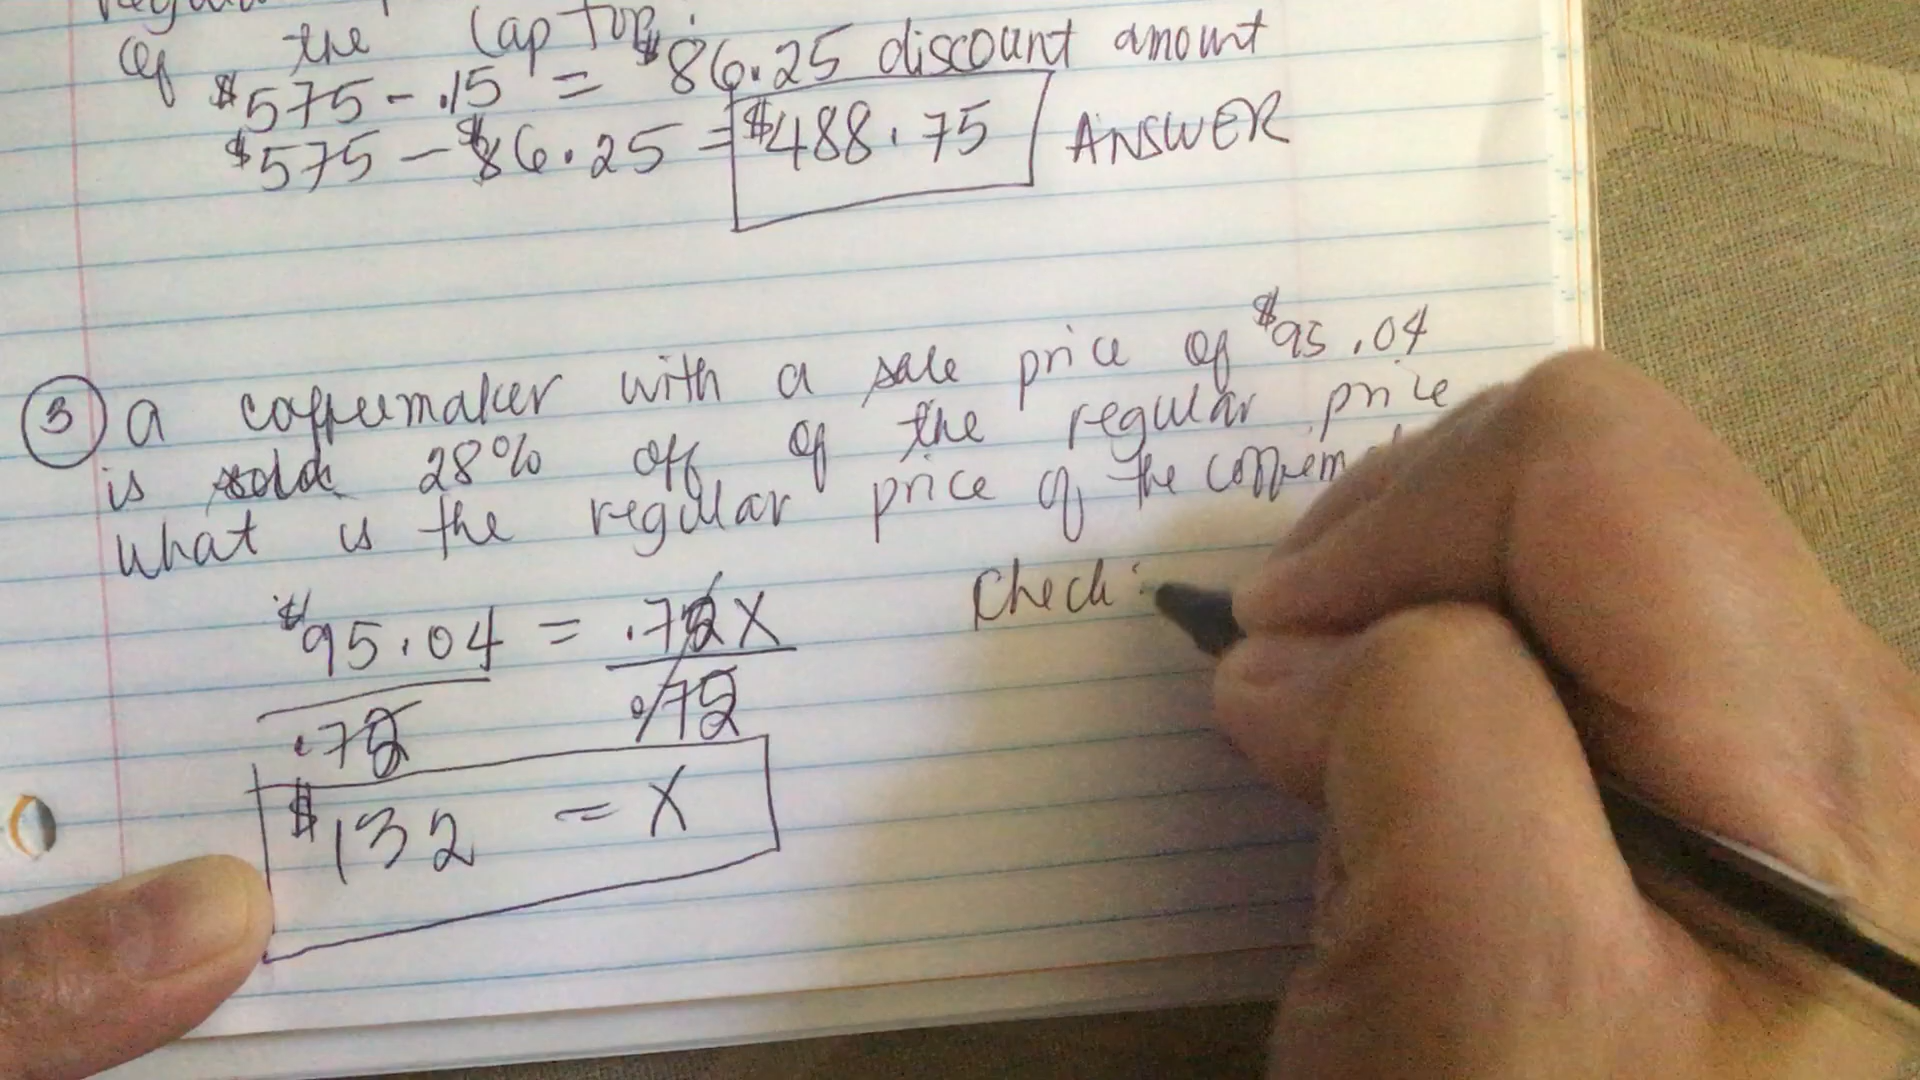 of the laptop.
$575 - .15 = $86.25 discount amount
$575 - $86.25 = $488.75 ANSWER
3 a coffeemaker with a sale price of $95.04
is sold 28% off of the regular price
what is the regular price of the
$95.04 = .72x
.72 .72
$132 = x
Check: